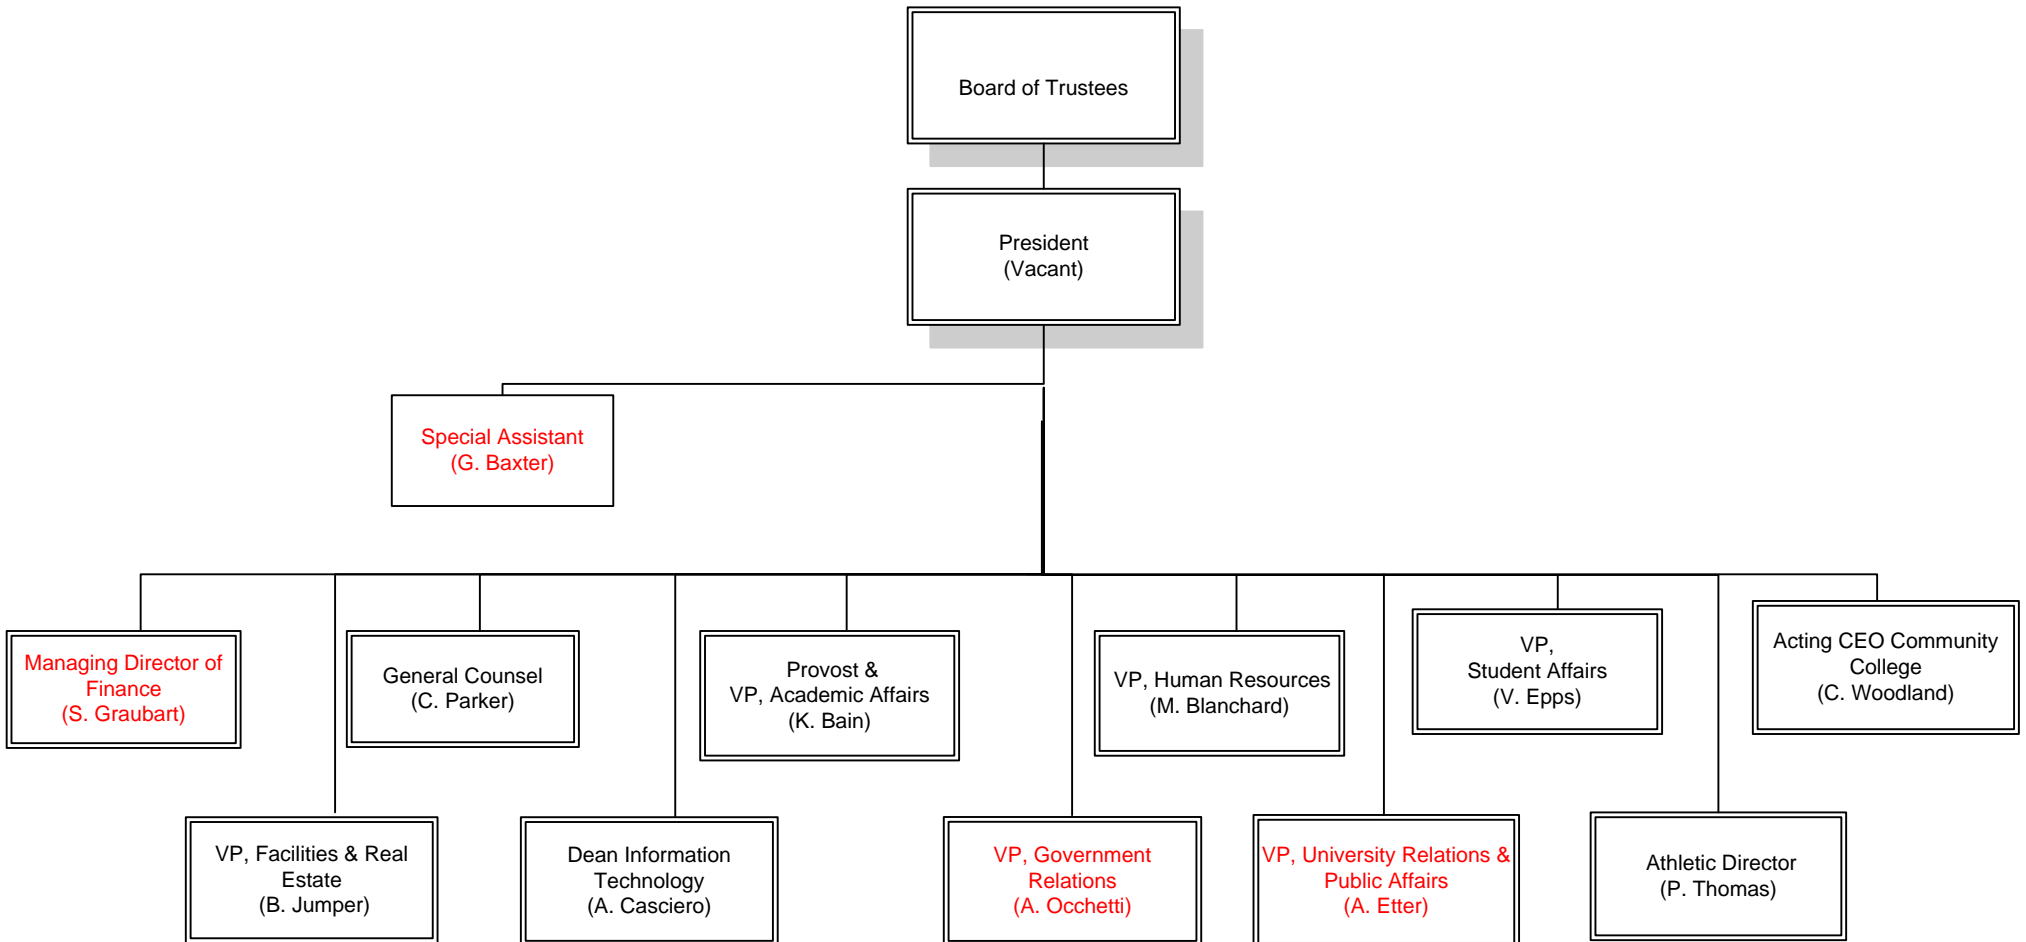 Board of Trustees
President
(Vacant)
Special Assistant
(G. Baxter)
Managing Director of
Finance
(S. Graubart)
General Counsel
(C. Parker)
Provost &
VP, Academic Affairs
(K. Bain)
VP, Human Resources
(M. Blanchard)
VP,
Student Affairs
(V. Epps)
Acting CEO Community
College
(C. Woodland)
VP, Facilities & Real
Estate
(B. Jumper)
Dean Information
Technology
(A. Casciero)
VP, Government
Relations
(A. Occhetti)
VP, University Relations &
Public Affairs
(A. Etter)
Athletic Director
(P. Thomas)